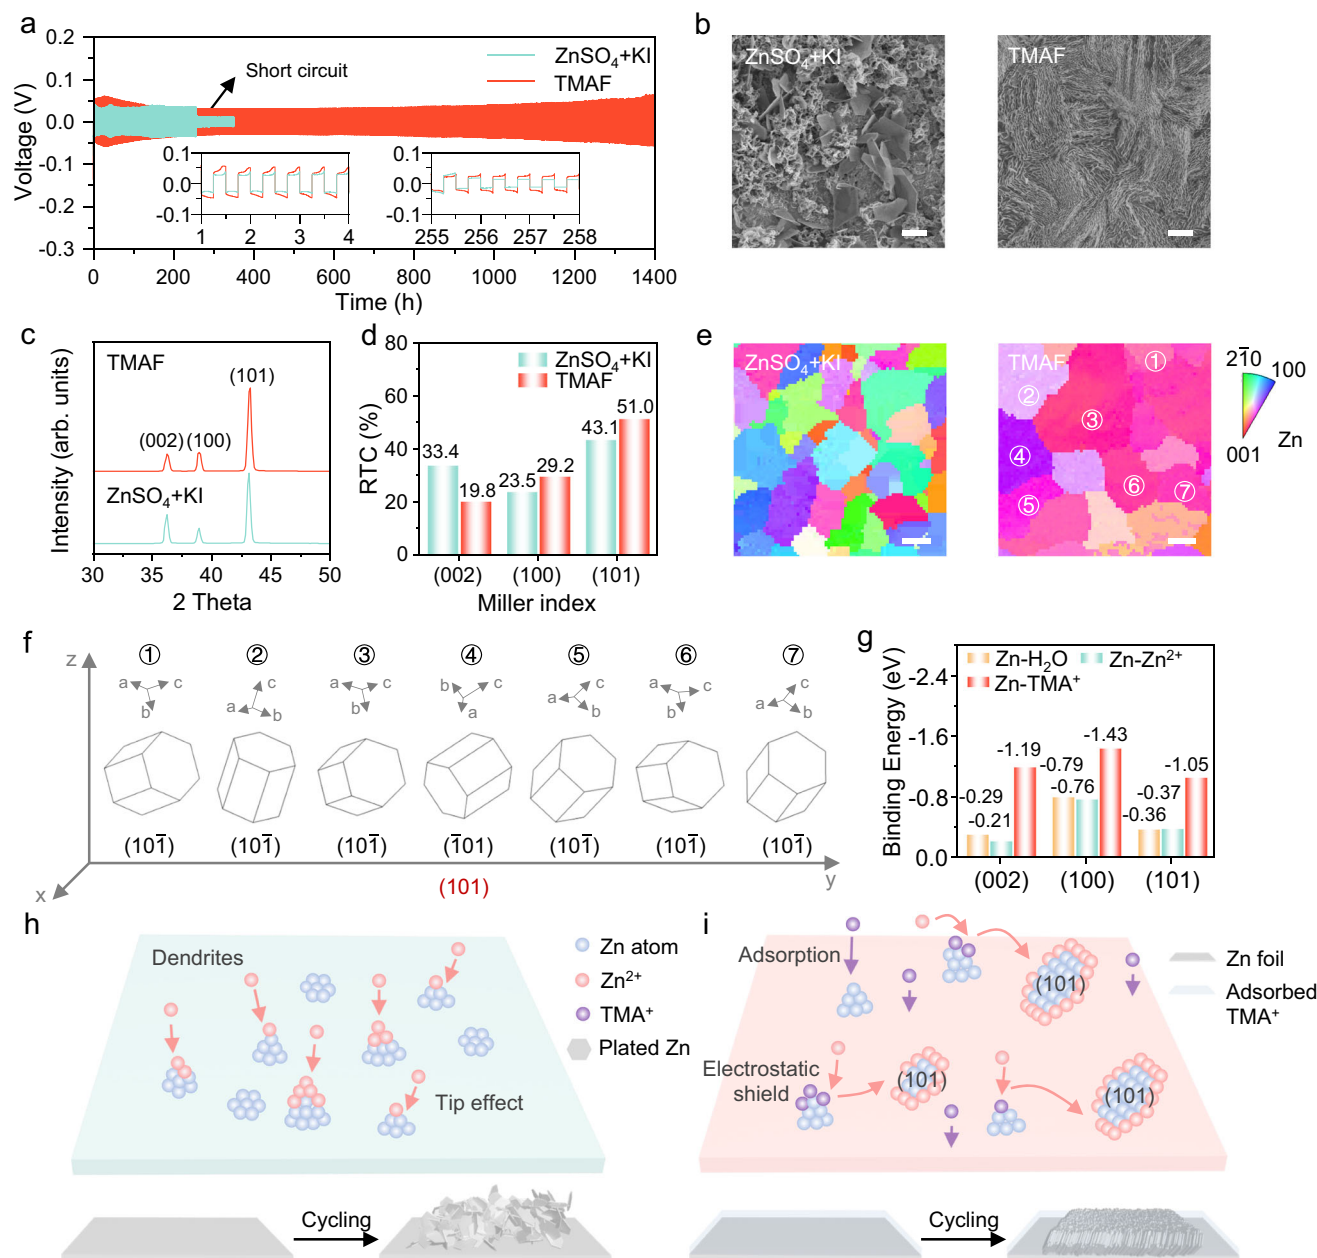 a
0.2
0.1
0.0
-0.1
-0.2
-0.3
Voltage (V)
ZnSO₄+KI
TMAF
Short circuit
0.1
0.0
-0.1
1 2 3 4
0.1
0.0
-0.1
255 256 257 258
0 200 400 600 800 1000 1200 1400
Time (h)
b
ZnSO₄+KI
TMAF
c
Intensity (arb. units)
TMAF
(002) (100) (101)
ZnSO₄+KI
30 35 40 45 50
2 Theta
d
80
60
40
20
0
RTC (%)
ZnSO₄+KI
TMAF
33.4
19.8
23.5
29.2
43.1
51.0
(002) (100) (101)
Miller index
e
ZnSO₄+KI
TMAF
①
②
③
④
⑤
⑥
⑦
21̅0
100
001
Zn
f
z
① ② ③ ④ ⑤ ⑥ ⑦
a c b
c a b
a c b
b c a
c a b
a c b
c a b
(101̅) (101̅) (101̅) (1̅01) (101̅) (101̅) (101̅)
(101)
x
y
g
Binding Energy (eV)
-2.4
-1.6
-0.8
0.0
Zn-H₂O
Zn-Zn²⁺
Zn-TMA⁺
-0.29
-0.21
-1.19
-0.79
-0.76
-1.43
-0.36
-0.37
-1.05
(002) (100) (101)
h
Dendrites
Tip effect
Zn atom
Zn²⁺
TMA⁺
Plated Zn
Cycling
i
Adsorption
(101)
Electrostatic
shield
(101)
(101)
Zn foil
Adsorbed
TMA⁺
Cycling